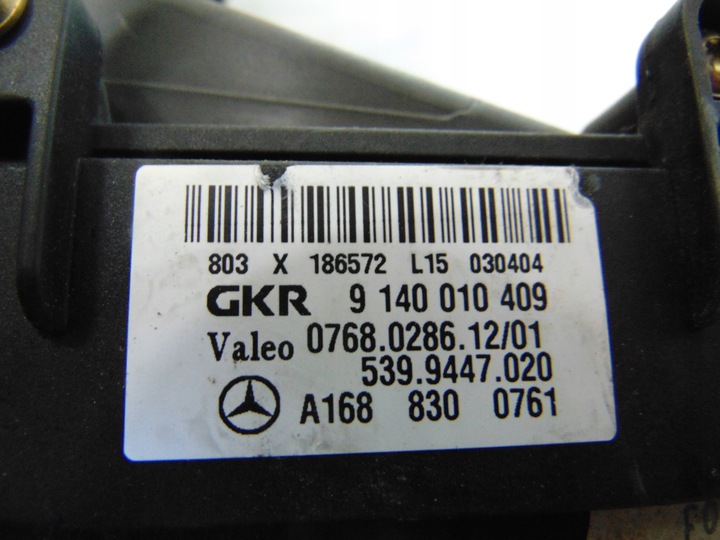 803 X 186572 L15 030404
GKR 9 140 010 409
Valeo 0768.0286.12/01
539.9447.020
A168 830 0761